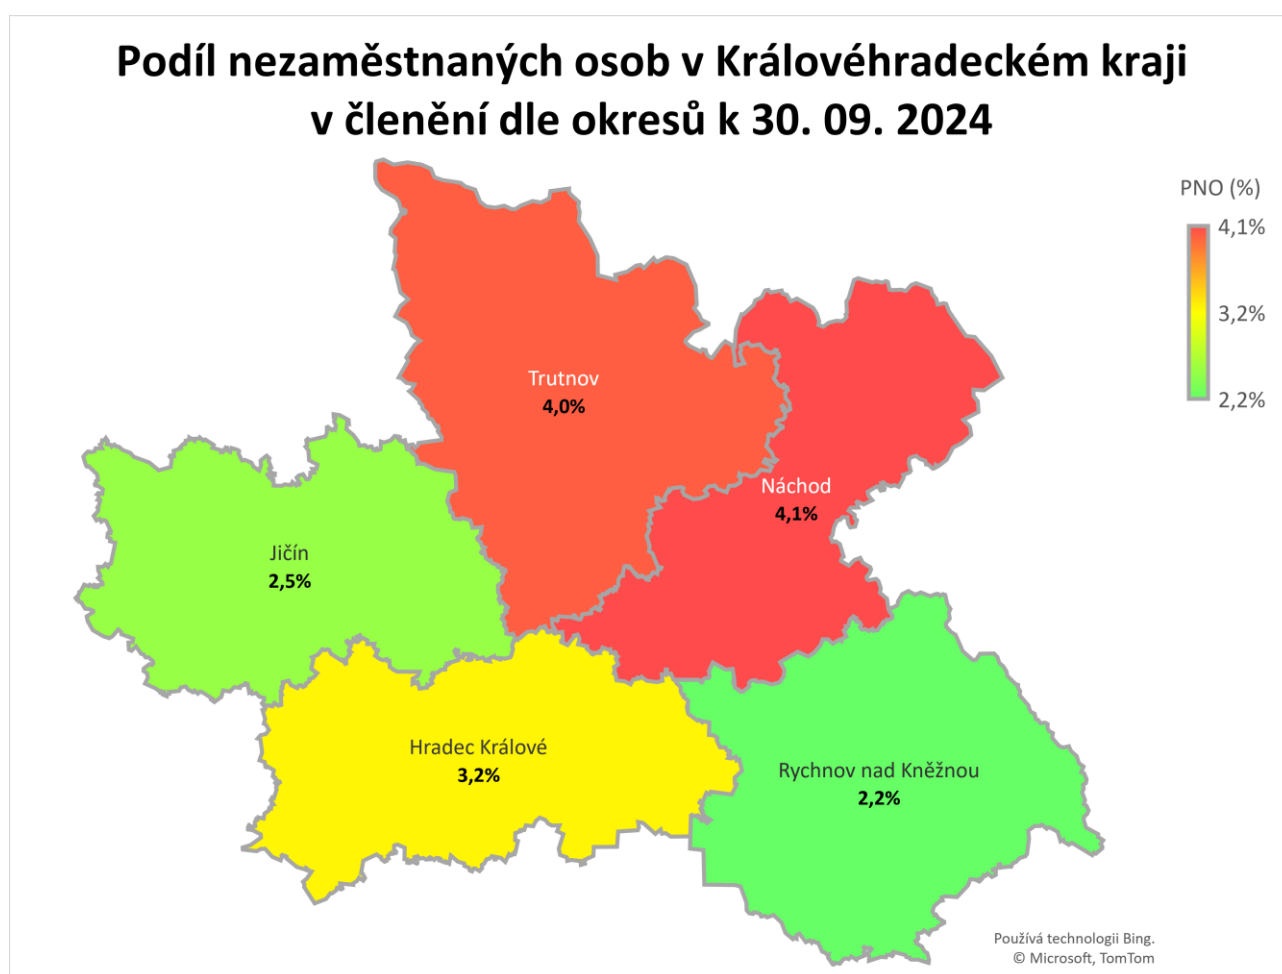 Podíl nezaměstnaných osob v Královéhradeckém kraji
v členění dle okresů k 30. 09. 2024
PNO (%)
4,1%
3,2%
2,2%
Trutnov
4,0%
Náchod
4,1%
Jičín
2,5%
Hradec Králové
3,2%
Rychnov nad Kněžnou
2,2%
Používá technologii Bing.
© Microsoft, TomTom